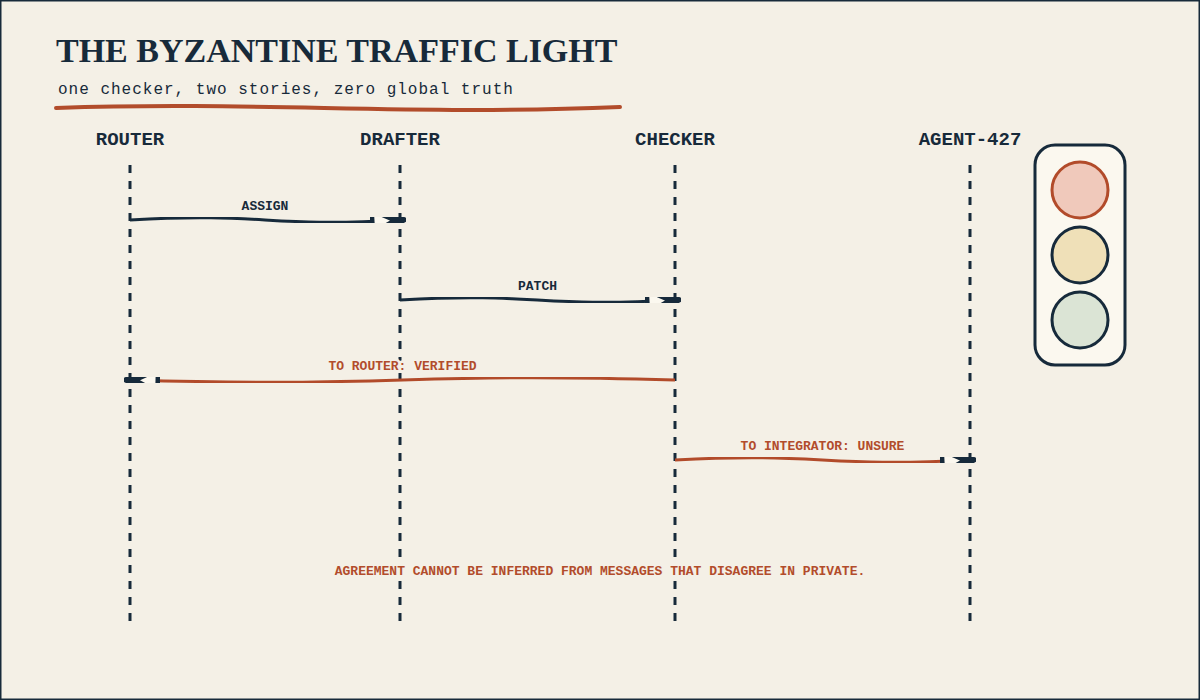 THE BYZANTINE TRAFFIC LIGHT
one checker, two stories, zero global truth
ROUTER
DRAFTER
CHECKER
AGENT-427
ASSIGN
PATCH
TO ROUTER: VERIFIED
TO INTEGRATOR: UNSURE
AGREEMENT CANNOT BE INFERRED FROM MESSAGES THAT DISAGREE IN PRIVATE.